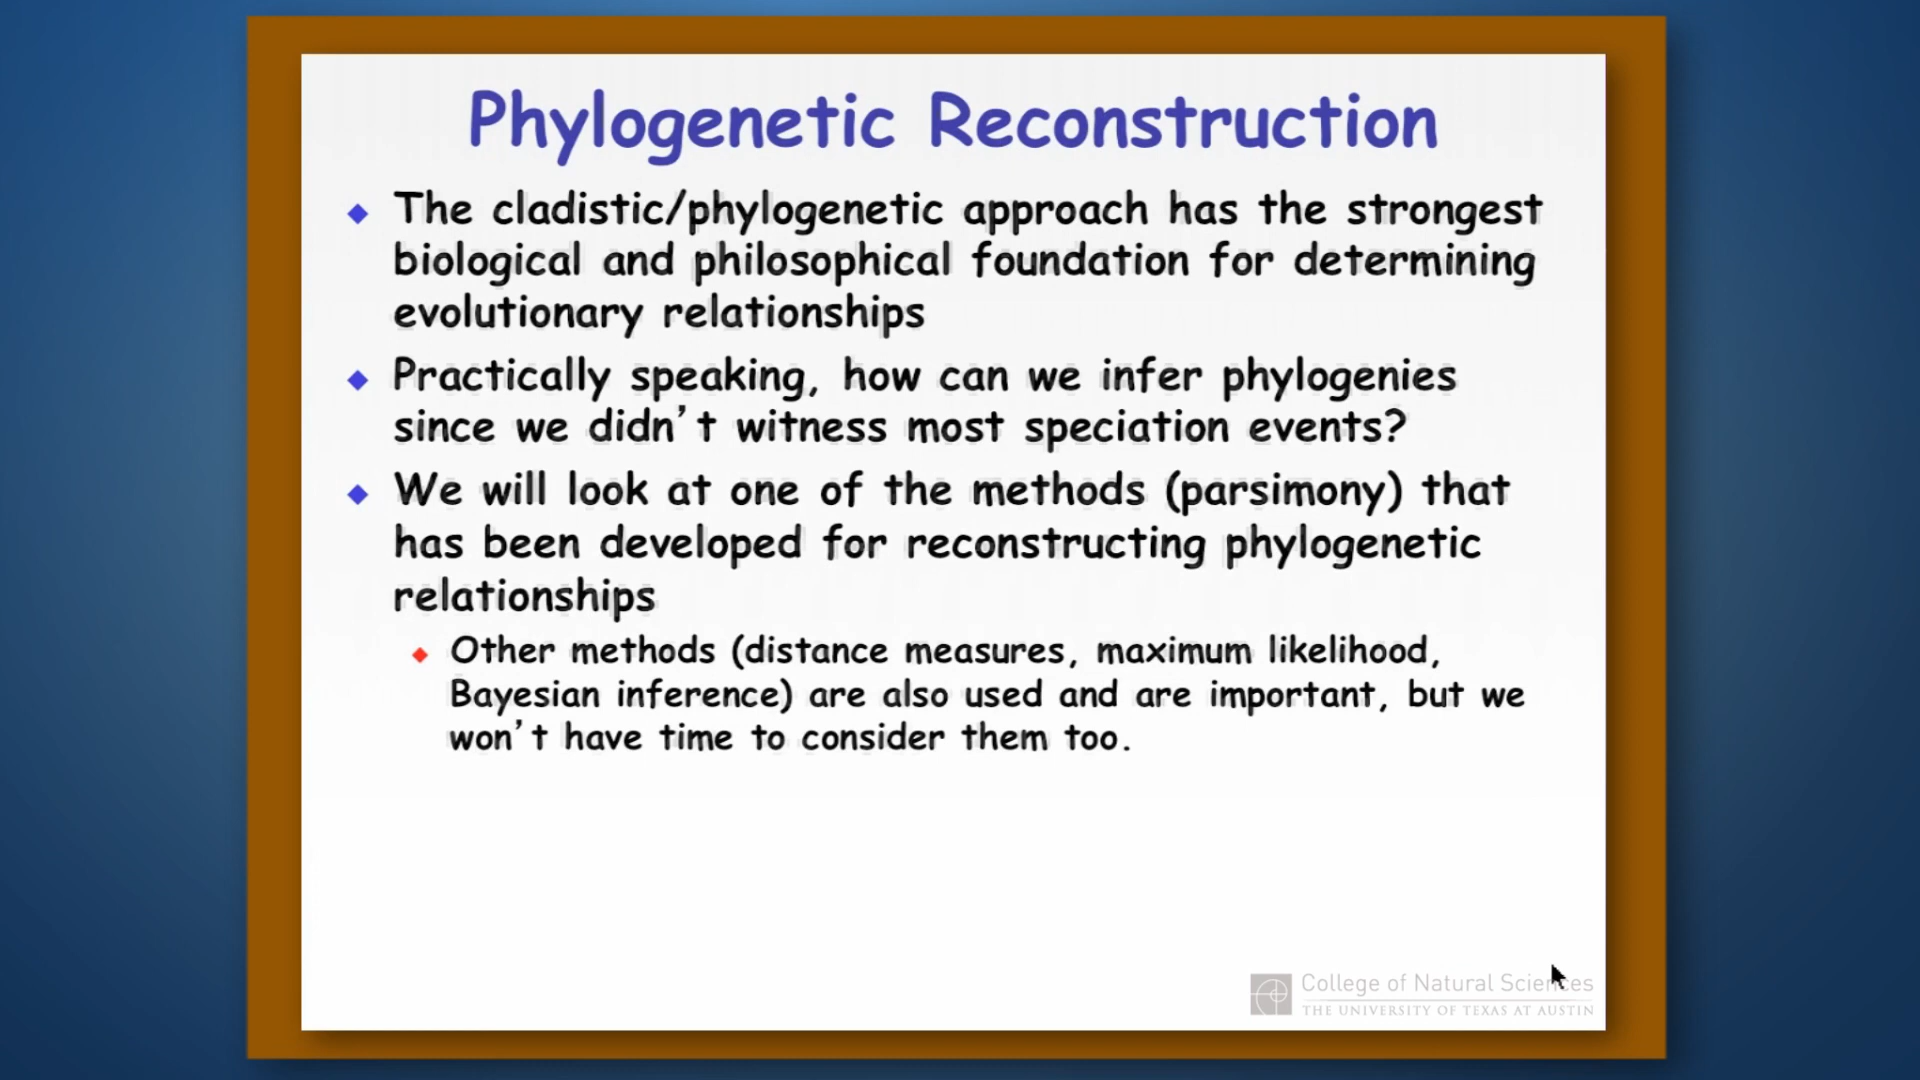 Phylogenetic Reconstruction
The cladistic/phylogenetic approach has the strongest
biological and philosophical foundation for determining
evolutionary relationships
Practically speaking, how can we infer phylogenies
since we didn't witness most speciation events?
We will look at one of the methods (parsimony) that
has been developed for reconstructing phylogenetic
relationships
Other methods (distance measures, maximum likelihood,
Bayesian inference) are also used and are important, but we
won't have time to consider them too.
College of Natural Sciences
THE UNIVERSITY OF TEXAS AT AUSTIN